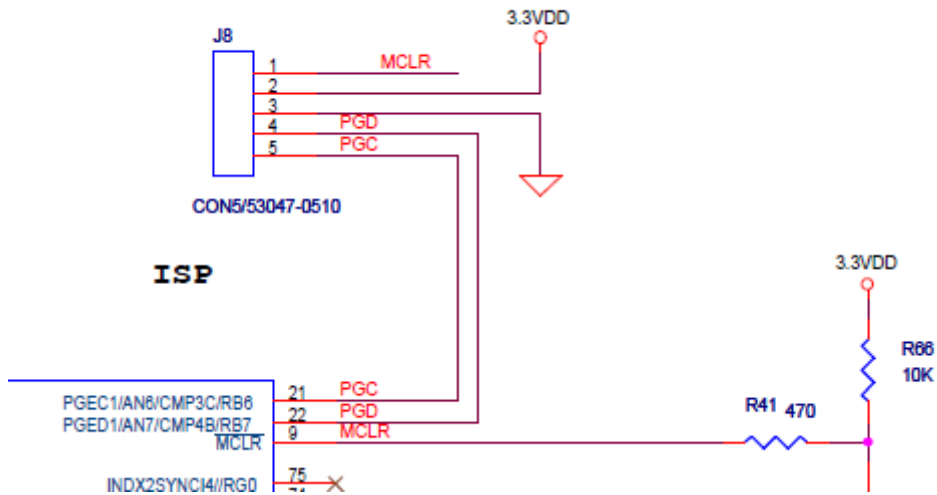 3.3VDD
J8
1 MCLR
2
3
4 PGD
5 PGC
CON5/53047-0510
ISP
3.3VDD
R66
10K
PGEC1/AN6/CMP3C/RB6 21 PGC
PGED1/AN7/CMP4B/RB7 22 PGD
MCLR 9 MCLR
R41 470
INDX2SYNCI4//RG0 75